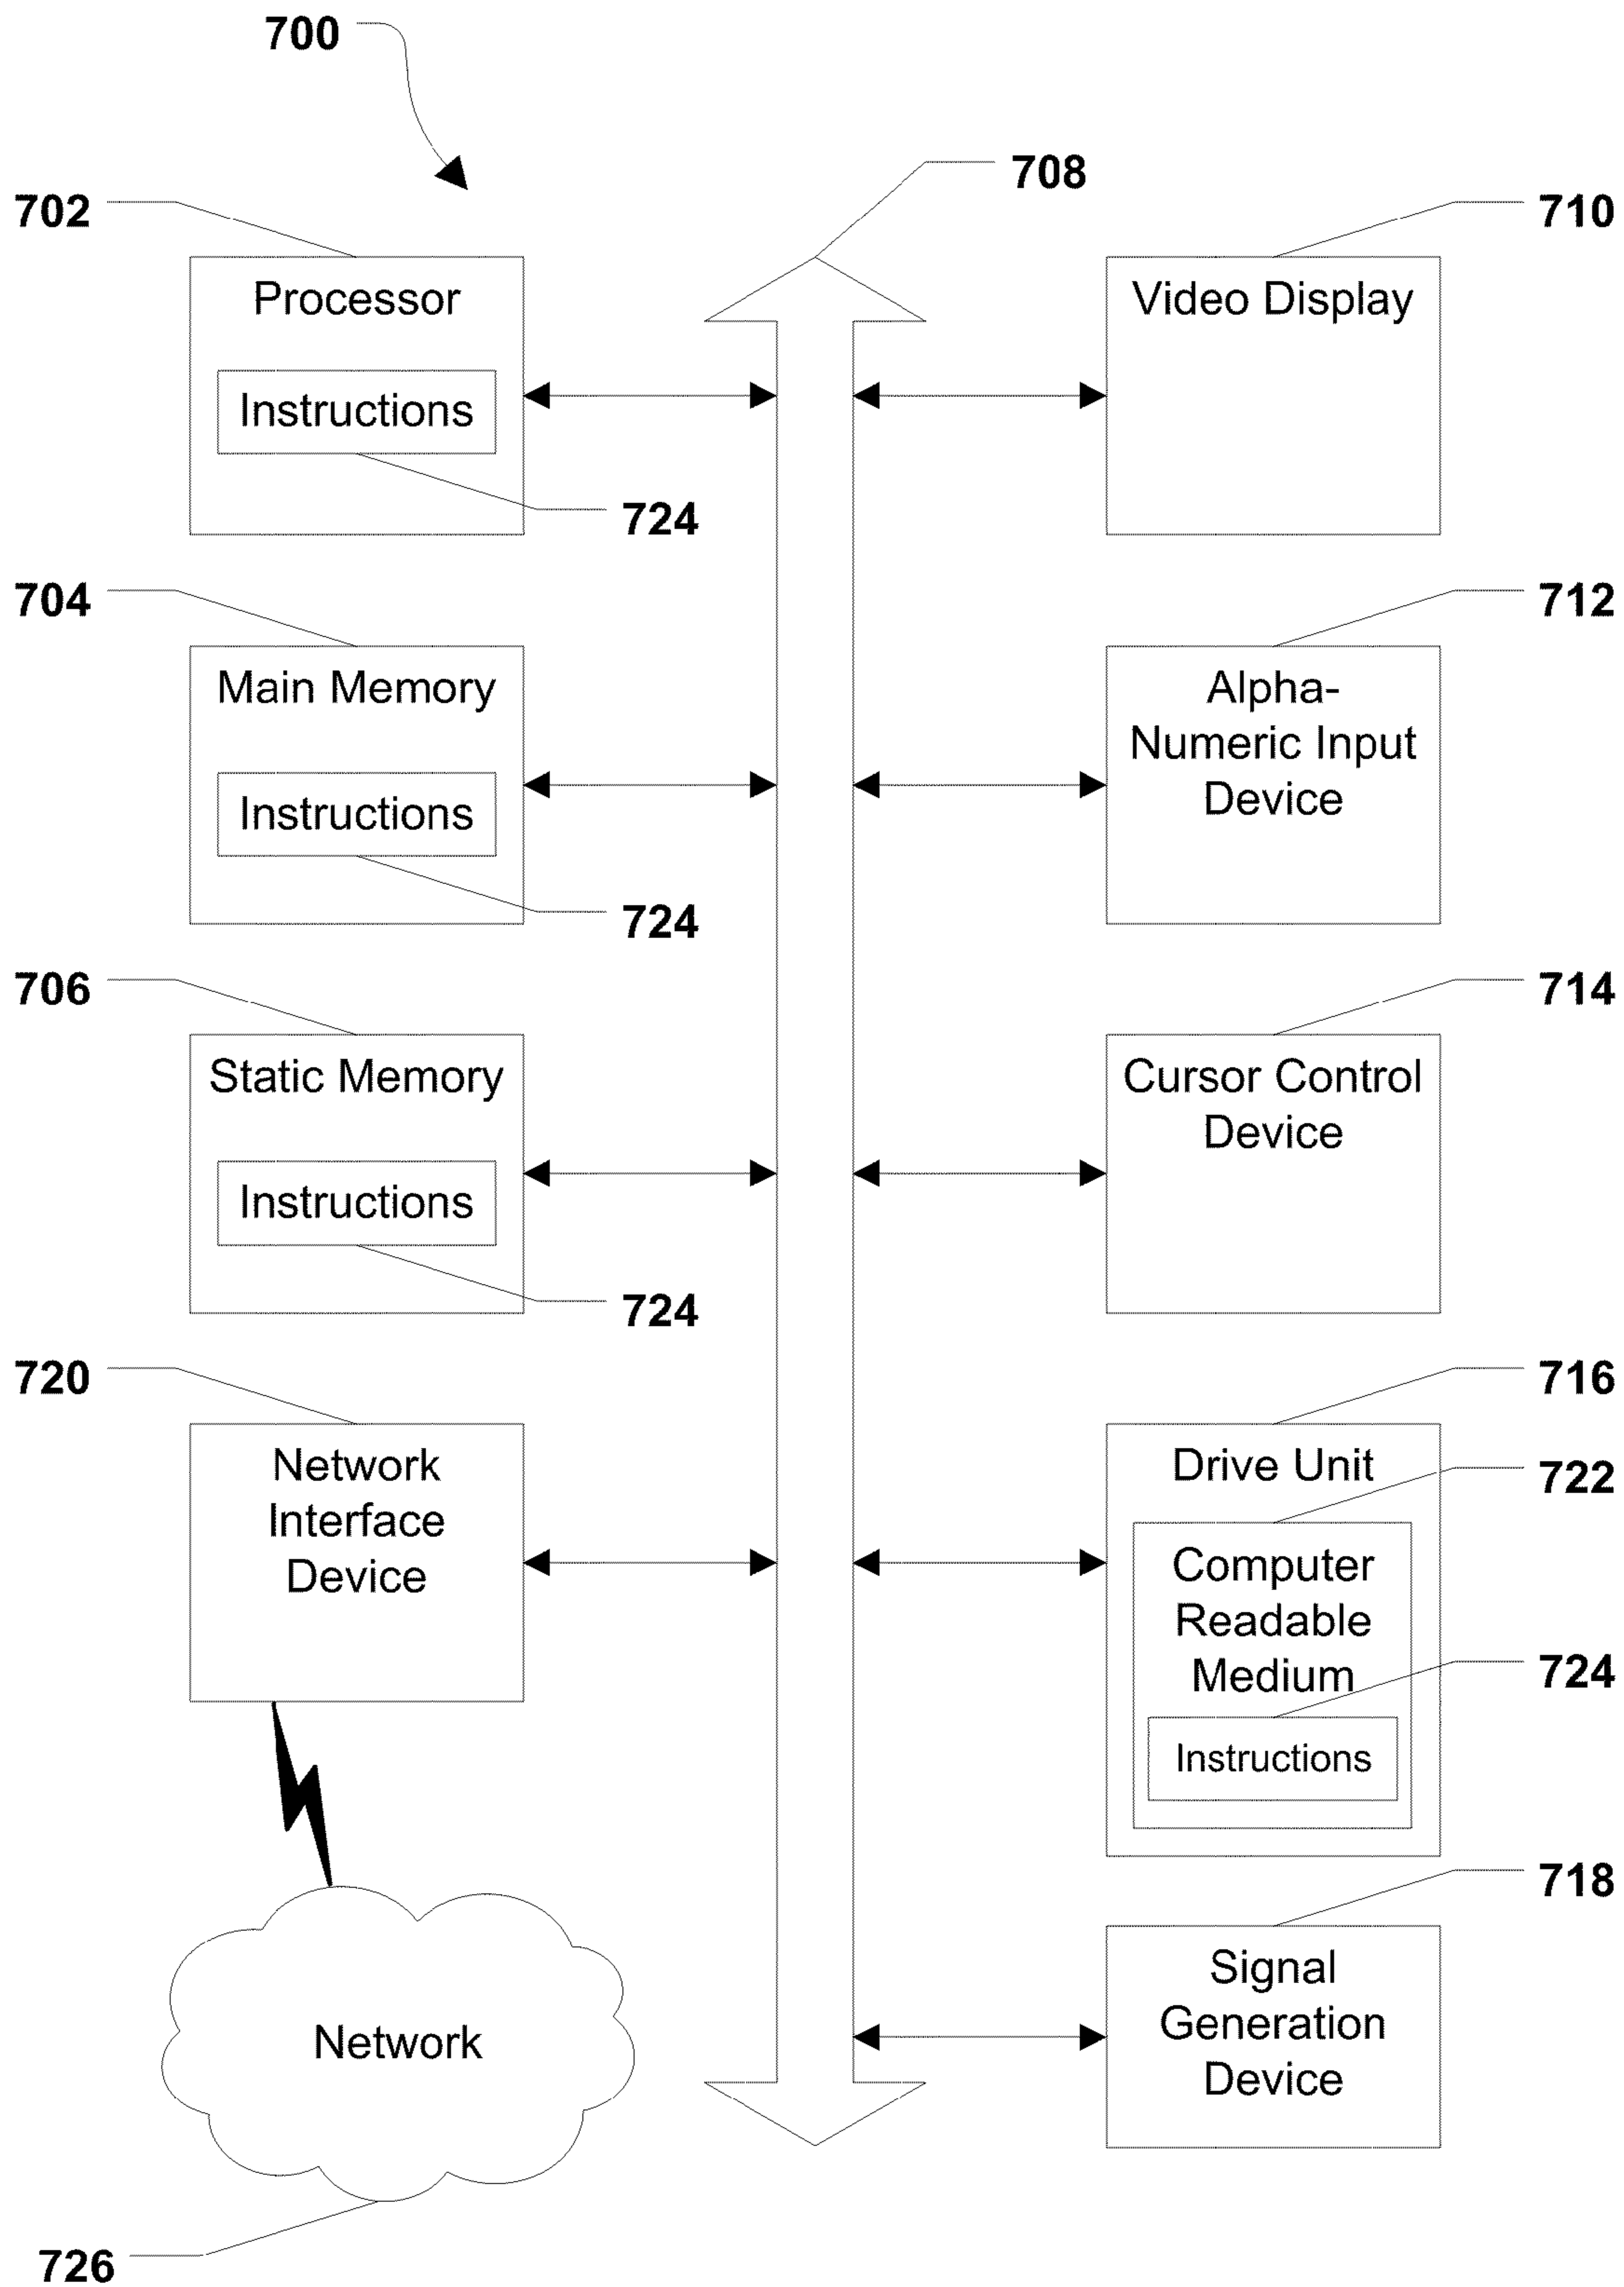 700
708
702
Processor
Instructions
724
710
Video Display
704
Main Memory
Instructions
724
712
Alpha-
Numeric Input
Device
706
Static Memory
Instructions
724
714
Cursor Control
Device
720
Network
Interface
Device
716
Drive Unit
722
Computer
Readable
Medium
724
Instructions
718
Signal
Generation
Device
Network
726